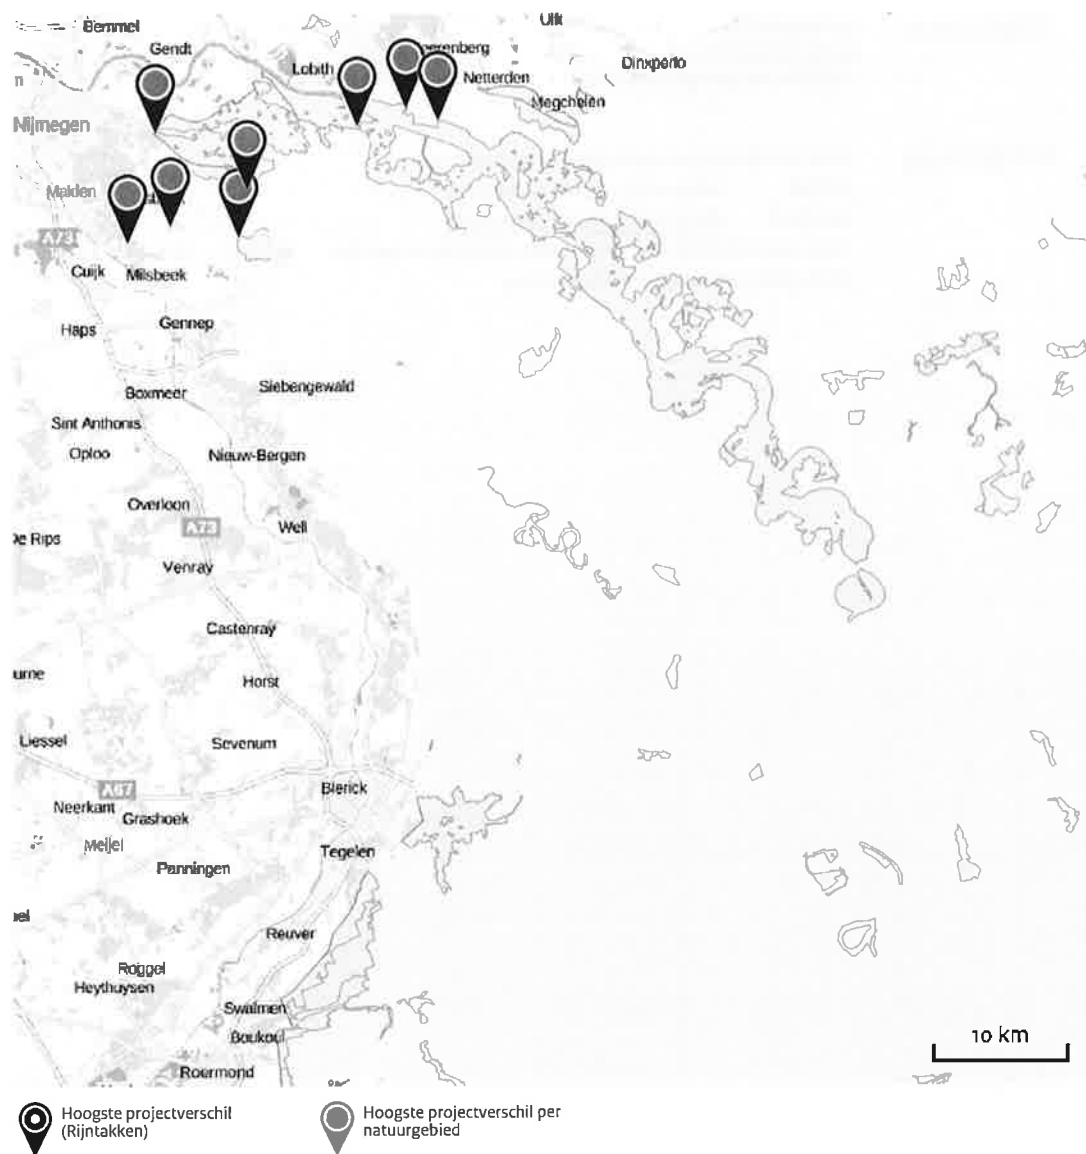 Bemmel
Ulft
Gendt
Lobith
Netterden
Dinxperlo
Megchelen
Nijmegen
Malden
A73
Cuijk
Milsbeek
Haps
Gennep
Boxmeer
Siebengewald
Sint Anthonis
Oploo
Nieuw-Bergen
Overloon
A73
Well
De Rips
Venray
Castenray
Horst
Liessel
Sevenum
A67
Blerick
Neerkant
Grashoek
Meijel
Tegelen
Panningen
Reuver
Roggel
Heythuysen
Swalmen
Boukoul
Roermond
10 km
Hoogste projectverschil
(Rijntakken)
Hoogste projectverschil per
natuurgebied